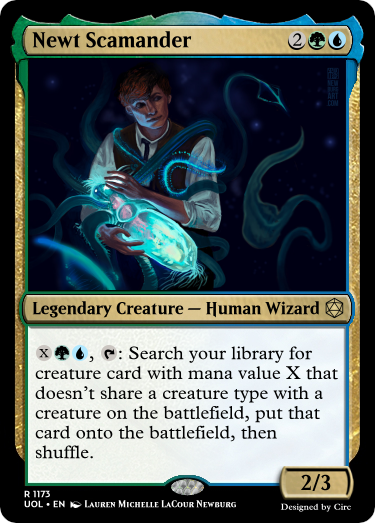 Newt Scamander 2
Legendary Creature — Human Wizard
X , : Search your library for
creature card with mana value X that
doesn't share a creature type with a
creature on the battlefield, put that
card onto the battlefield, then
shuffle.
2/3
R 1173
UOL • EN Lauren Michelle LaCour Newburg
Designed by Circ